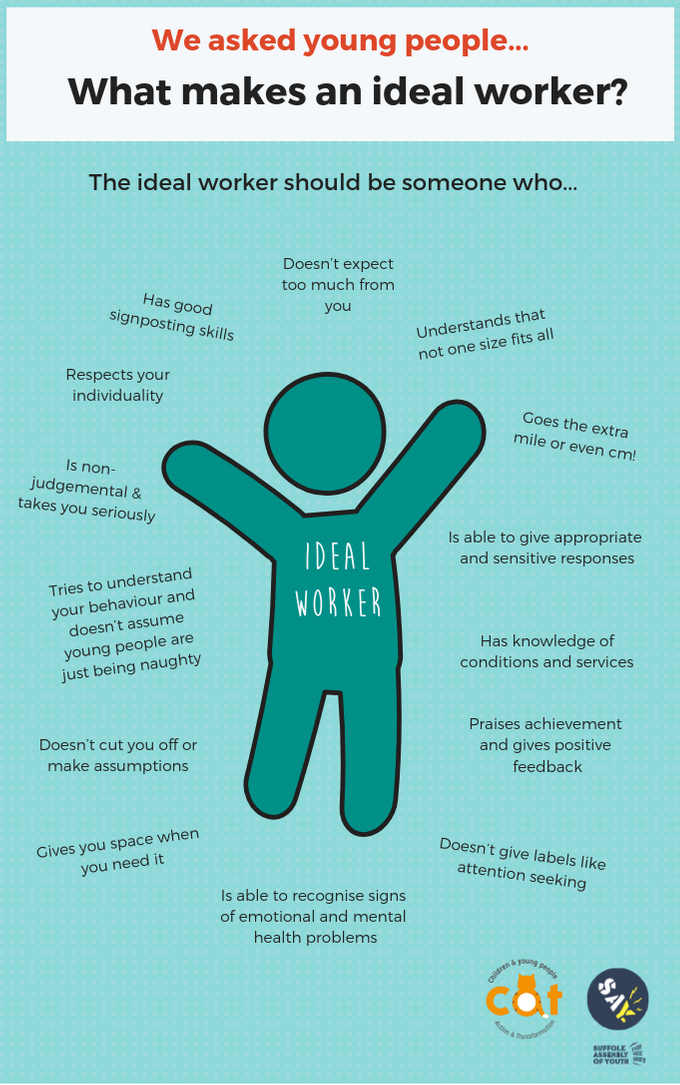 We asked young people...
What makes an ideal worker?
The ideal worker should be someone who...
Doesn't expect
too much from
you
Has good
signposting skills
Understands that
not one size fits all
Respects your
individuality
Goes the extra
mile or even cm!
Is non-
judgemental &
takes you seriously
Is able to give appropriate
and sensitive responses
IDEAL
WORKER
Tries to understand
your behaviour and
doesn't assume
young people are
just being naughty
Has knowledge of
conditions and services
Praises achievement
and gives positive
feedback
Doesn't cut you off or
make assumptions
Gives you space when
you need it
Doesn't give labels like
attention seeking
Is able to recognise signs
of emotional and mental
health problems
Children & young people
cat
Action & Transformation
SAY
SUFFOLK
ASSEMBLY
OF YOUTH